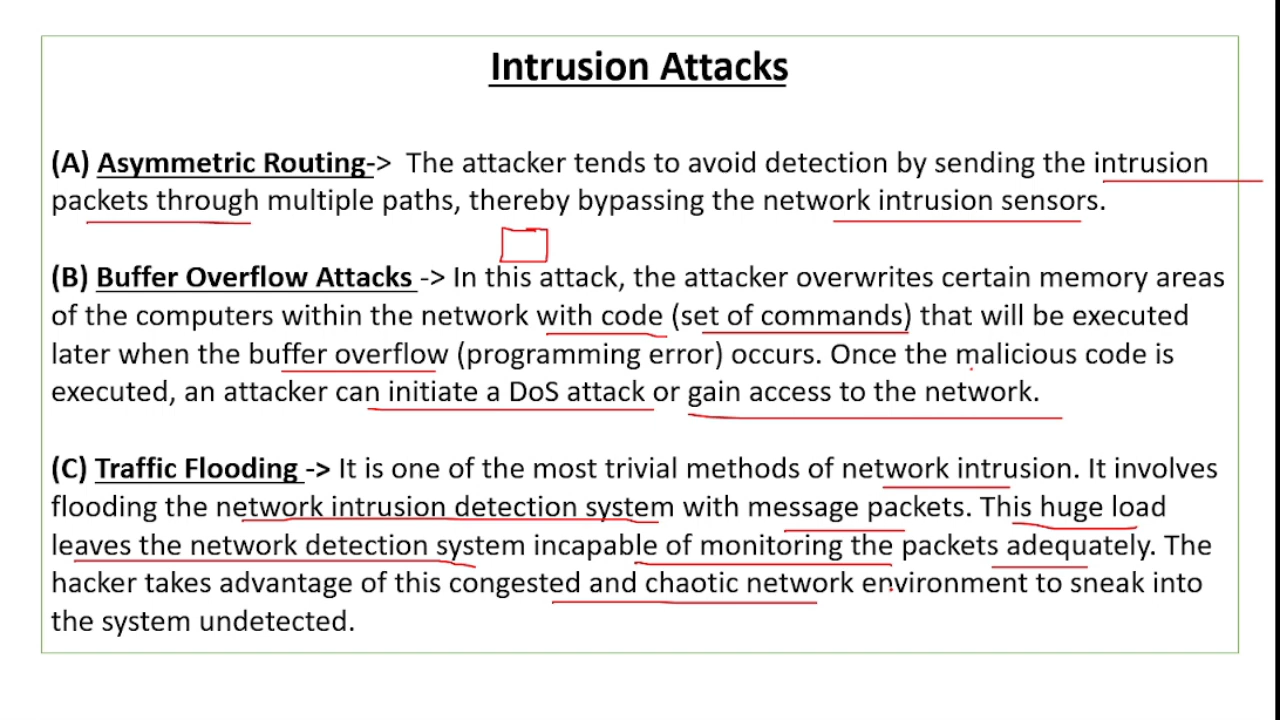 Intrusion Attacks
(A) Asymmetric Routing-> The attacker tends to avoid detection by sending the intrusion
packets through multiple paths, thereby bypassing the network intrusion sensors.
(B) Buffer Overflow Attacks -> In this attack, the attacker overwrites certain memory areas
of the computers within the network with code (set of commands) that will be executed
later when the buffer overflow (programming error) occurs. Once the malicious code is
executed, an attacker can initiate a DoS attack or gain access to the network.
(C) Traffic Flooding -> It is one of the most trivial methods of network intrusion. It involves
flooding the network intrusion detection system with message packets. This huge load
leaves the network detection system incapable of monitoring the packets adequately. The
hacker takes advantage of this congested and chaotic network environment to sneak into
the system undetected.